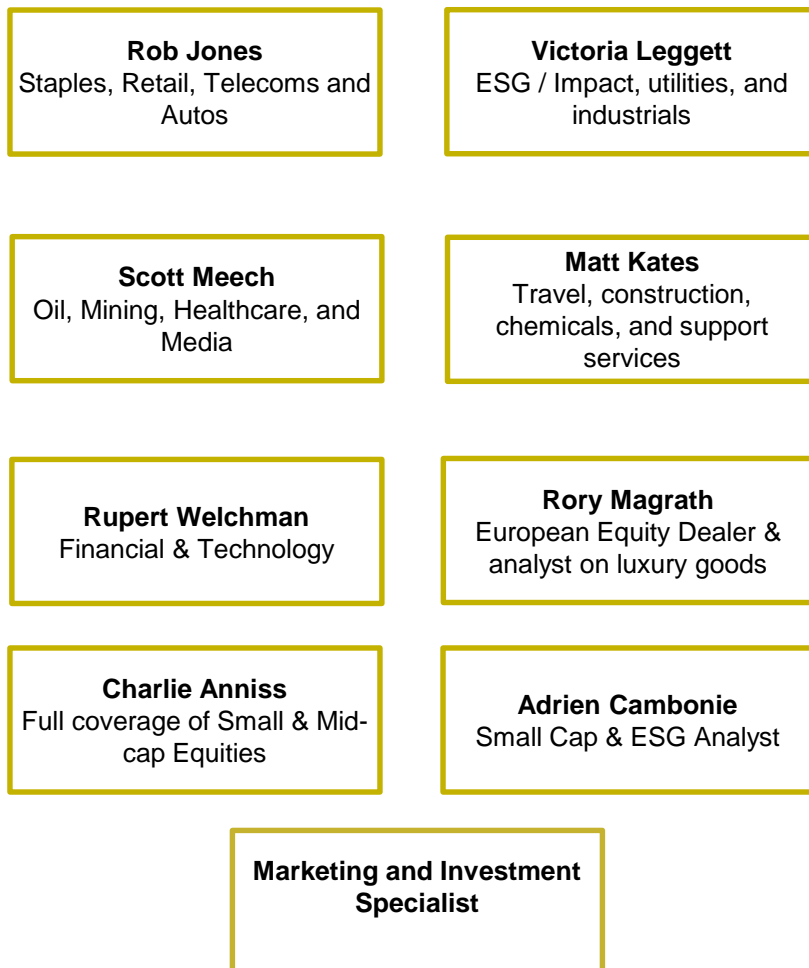 Rob Jones
Staples, Retail, Telecoms and
Autos
Victoria Leggett
ESG / Impact, utilities, and
industrials
Scott Meech
Oil, Mining, Healthcare, and
Media
Matt Kates
Travel, construction,
chemicals, and support
services
Rupert Welchman
Financial & Technology
Rory Magrath
European Equity Dealer &
analyst on luxury goods
Charlie Anniss
Full coverage of Small & Mid-
cap Equities
Adrien Cambonie
Small Cap & ESG Analyst
Marketing and Investment
Specialist